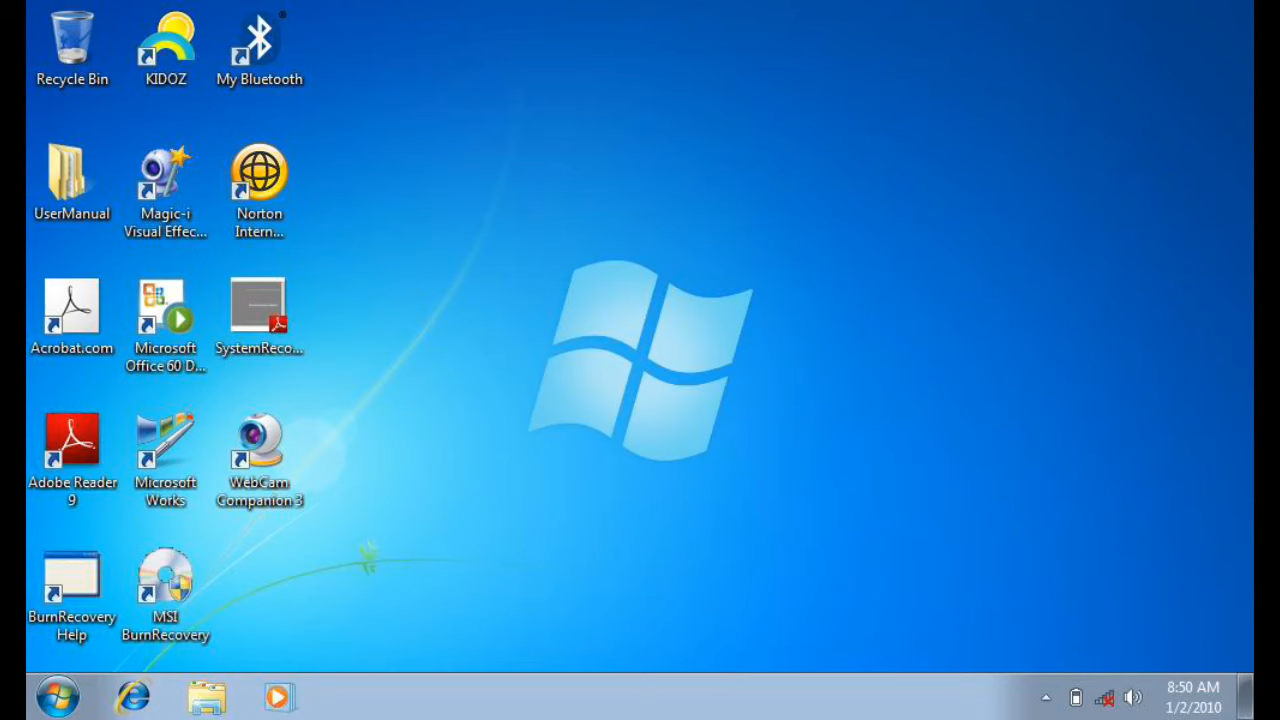 Recycle Bin
KIDOZ
My Bluetooth
UserManual
Magic-i
Visual Effec...
Norton
Intern...
Acrobat.com
Microsoft
Office 60 D...
SystemReco...
Adobe Reader
9
Microsoft
Works
WebCam
Companion 3
BurnRecovery
Help
MSI
BurnRecovery
8:50 AM
1/2/2010